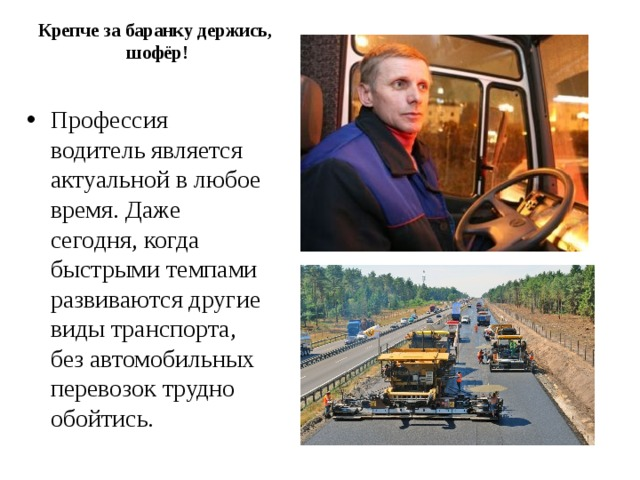 Крепче за баранку держись,
шофёр!
• Профессия
водитель является
актуальной в любое
время. Даже
сегодня, когда
быстрыми темпами
развиваются другие
виды транспорта,
без автомобильных
перевозок трудно
обойтись.